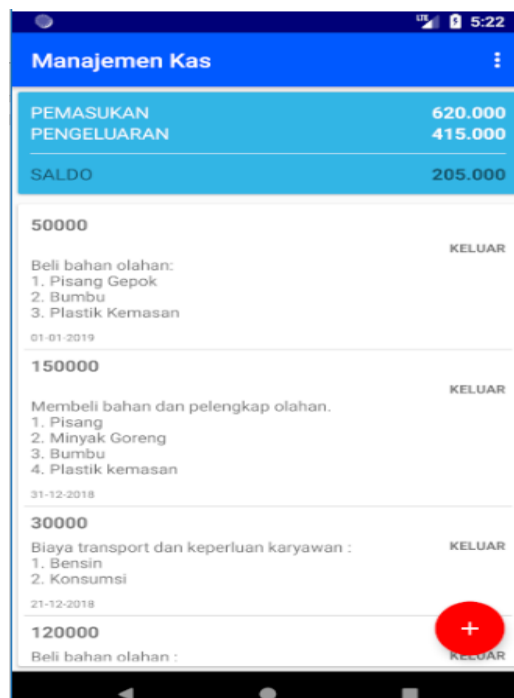 LTE 5:22
Manajemen Kas
PEMASUKAN 620.000
PENGELUARAN 415.000
SALDO 205.000
50000
KELUAR
Beli bahan olahan:
1. Pisang Gepok
2. Bumbu
3. Plastik Kemasan
01-01-2019
150000
KELUAR
Membeli bahan dan pelengkap olahan.
1. Pisang
2. Minyak Goreng
3. Bumbu
4. Plastik kemasan
31-12-2018
30000
Biaya transport dan keperluan karyawan : KELUAR
1. Bensin
2. Konsumsi
21-12-2018
120000
Beli bahan olahan : KELUAR